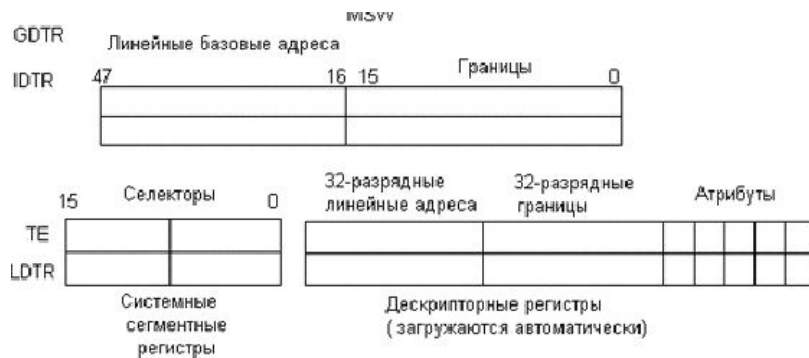 MSW
GDTR
Линейные базовые адреса
IDTR
47 16 15 Границы 0
15 Селекторы 0
32-разрядные линейные адреса
32-разрядные границы
Атрибуты
TE
LDTR
Системные
сегментные
регистры
Дескрипторные регистры
( загружаются автоматически)